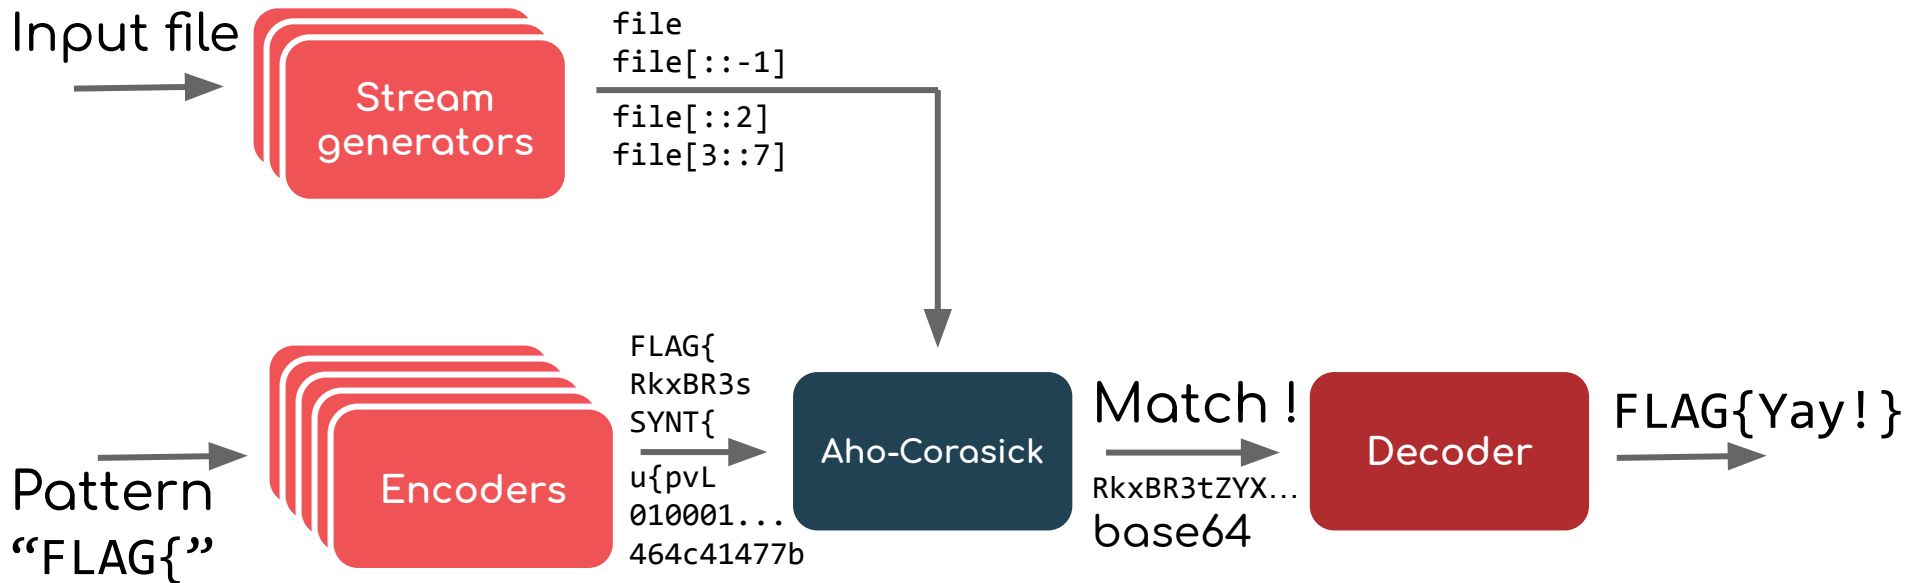 Input file
Stream
generators
file
file[::-1]
file[::2]
file[3::7]
Pattern
“FLAG{”
Encoders
FLAG{
RkxBR3s
SYNT{
u{pvL
010001...
464c41477b
Aho-Corasick
Match !
RkxBR3tZYX...
base64
Decoder
FLAG{Yay!}